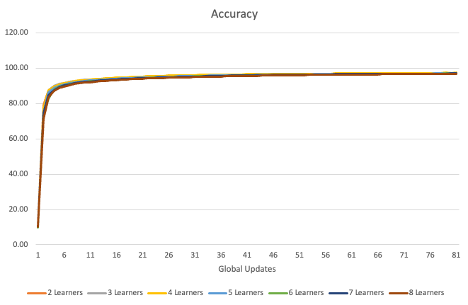 Accuracy
120.00
100.00
80.00
60.00
40.00
20.00
0.00
1 6 11 16 21 26 31 36 41 46 51 56 61 66 71 76 81
Global Updates
2 Learners 3 Learners 4 Learners 5 Learners 6 Learners 7 Learners 8 Learners